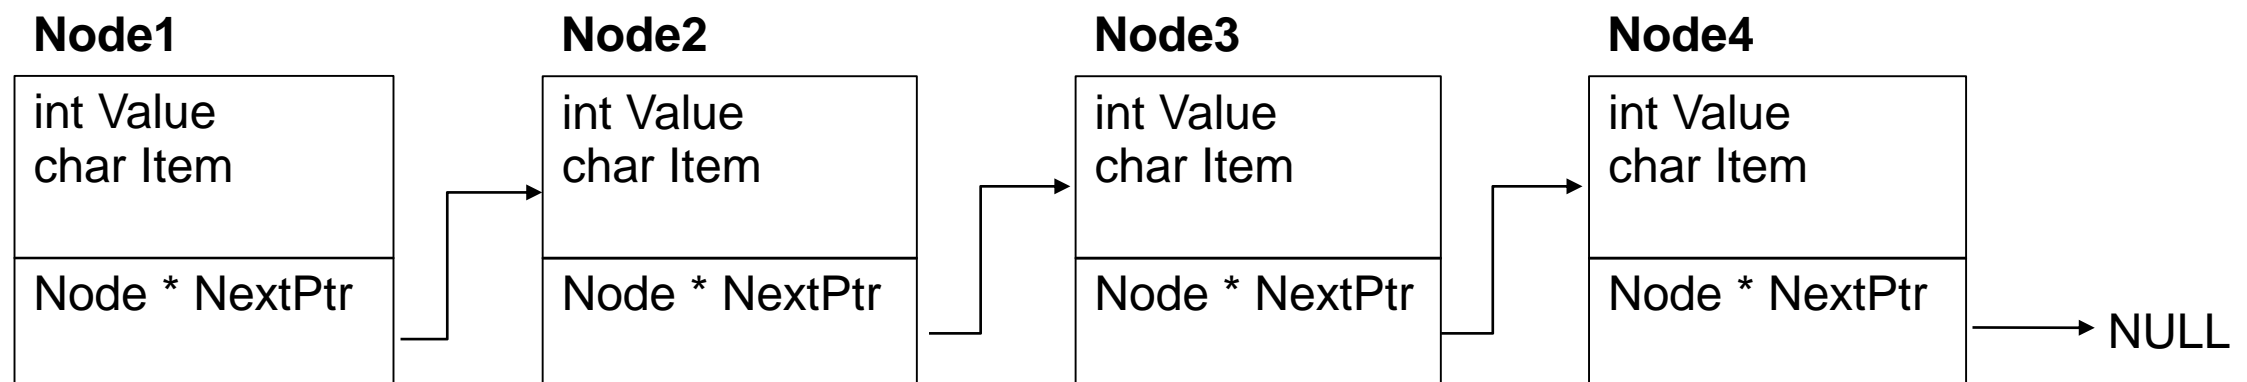 Node1
int Value
char Item
Node * NextPtr
Node2
int Value
char Item
Node * NextPtr
Node3
int Value
char Item
Node * NextPtr
Node4
int Value
char Item
Node * NextPtr
NULL